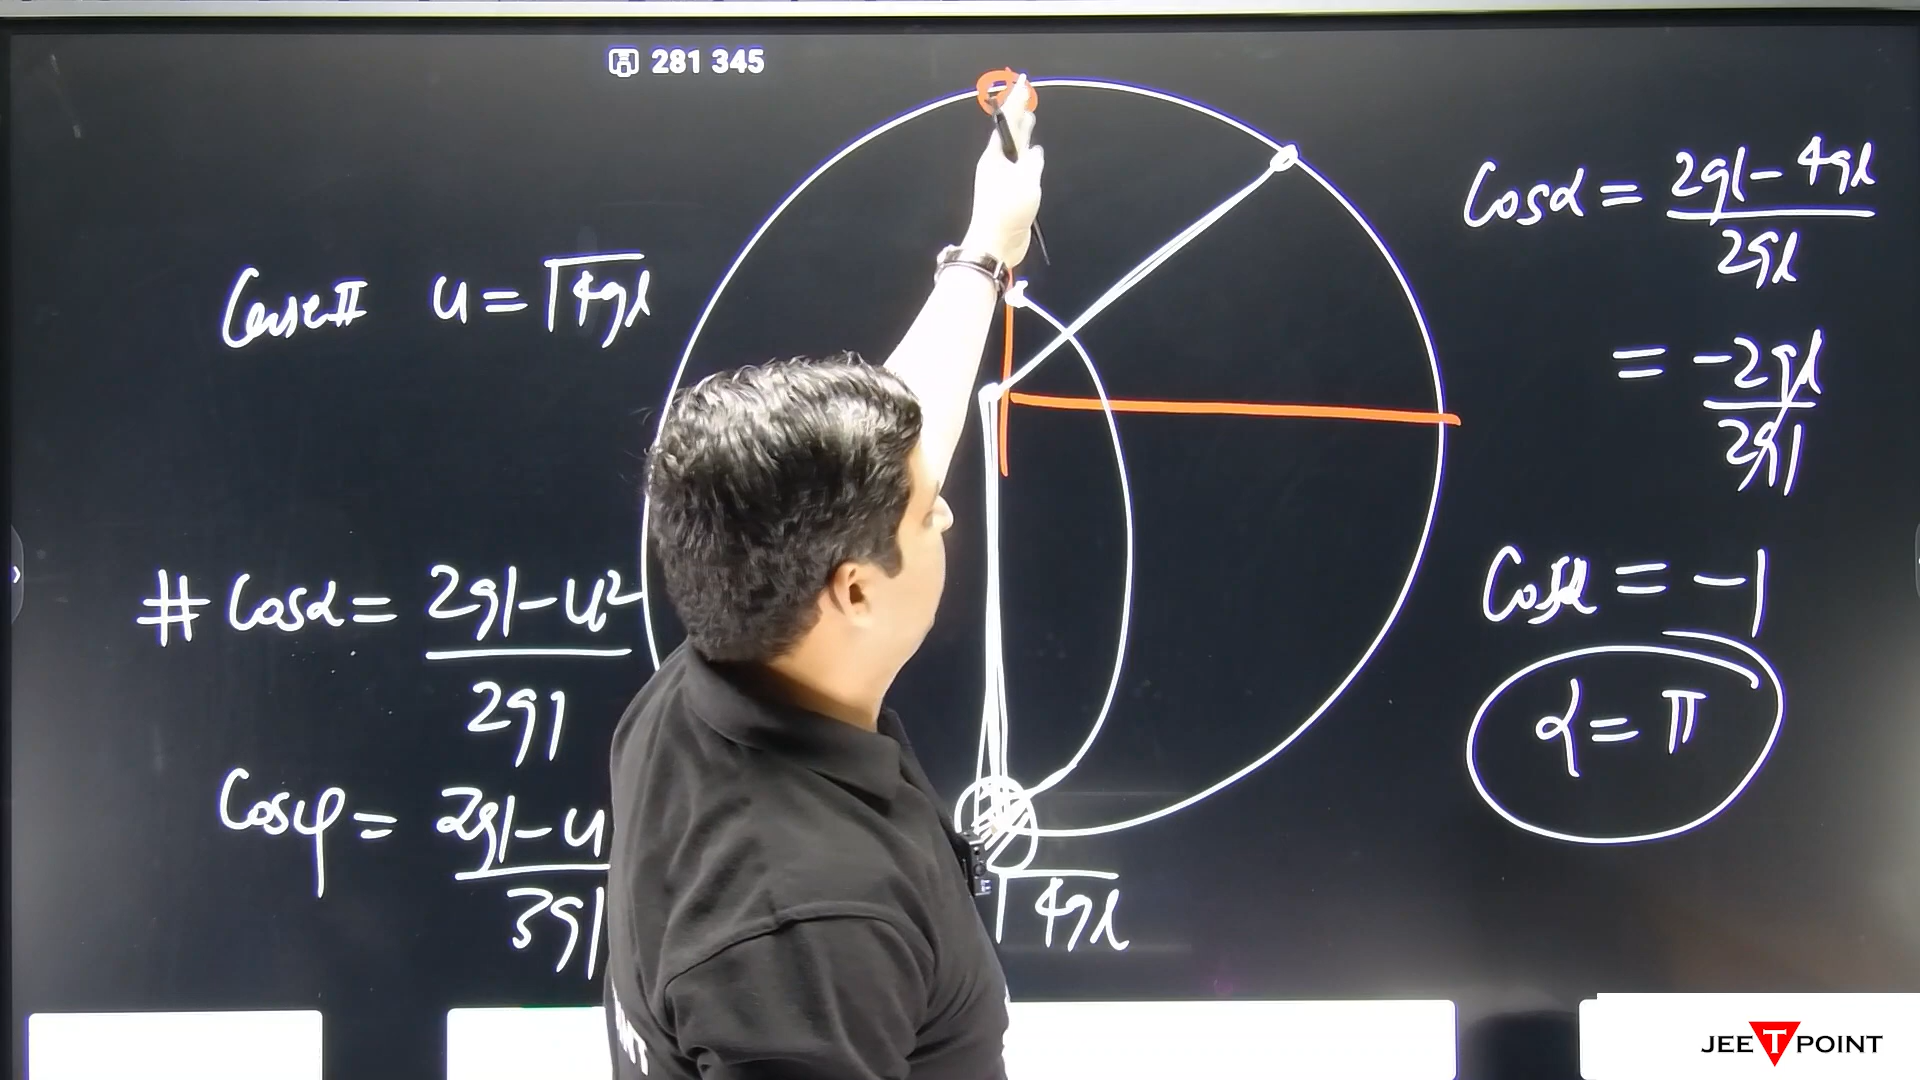 281 345
Case II u = √4gl
# Cosα = 2gl - u²
2gl
Cosφ = 2gl - u
3gl
√4gl
Cosα = 2gl - 4gl
2gl
= -2gl
2gl
Cosα = -1
α = π
JEE T POINT